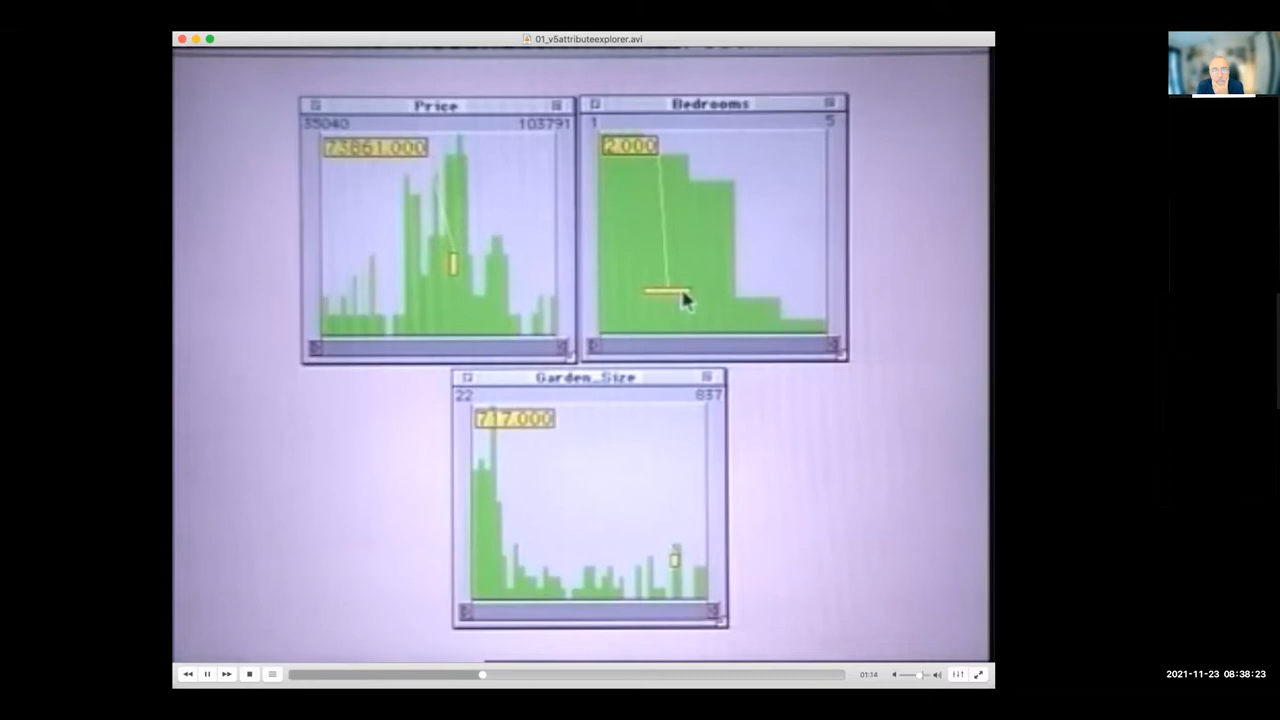 01_v5attributeexplorer.avi
Price
35040 103791
73861.000
Bedrooms
1 5
2.000
Garden_Size
22 837
717.000
01:14
2021-11-23 08:38:23